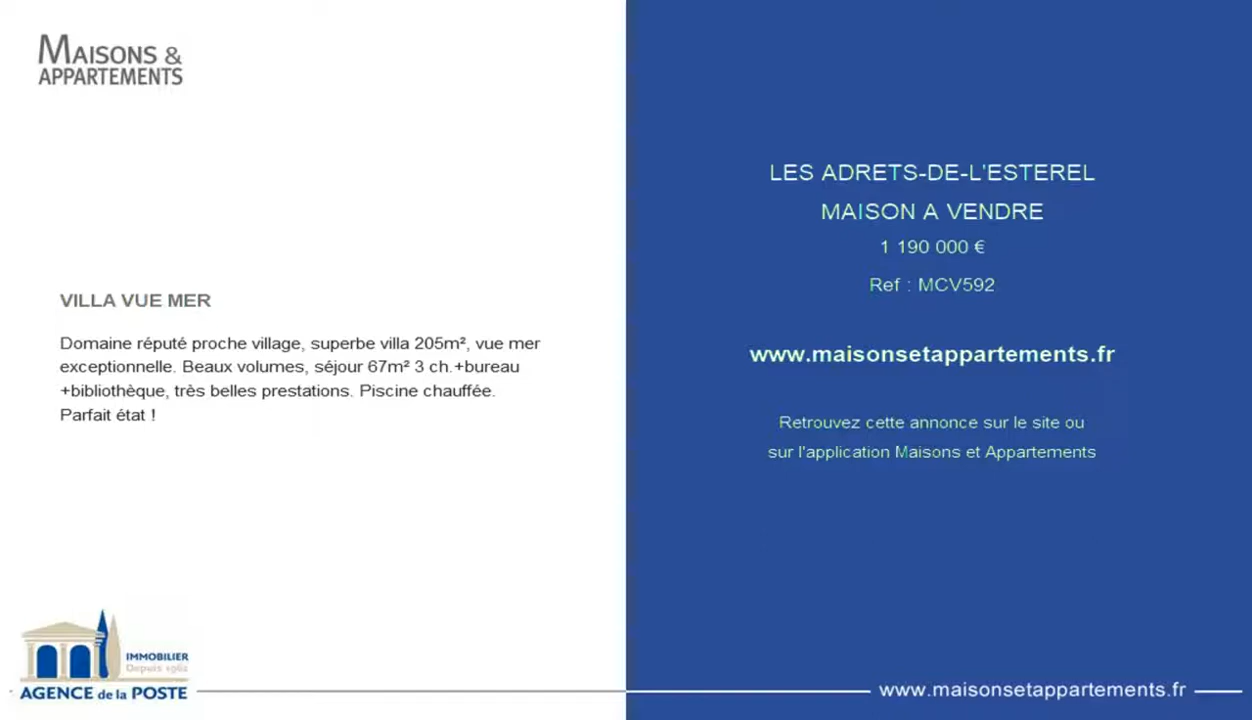 MAISONS &
APPARTEMENTS
VILLA VUE MER
Domaine réputé proche village, superbe villa 205m², vue mer
exceptionnelle. Beaux volumes, séjour 67m² 3 ch.+bureau
+bibliothèque, très belles prestations. Piscine chauffée.
Parfait état !
IMMOBILIER
Depuis 1962
AGENCE de la POSTE
LES ADRETS-DE-L'ESTEREL
MAISON A VENDRE
1 190 000 €
Ref : MCV592
www.maisonsetappartements.fr
Retrouvez cette annonce sur le site ou
sur l'application Maisons et Appartements
www.maisonsetappartements.fr